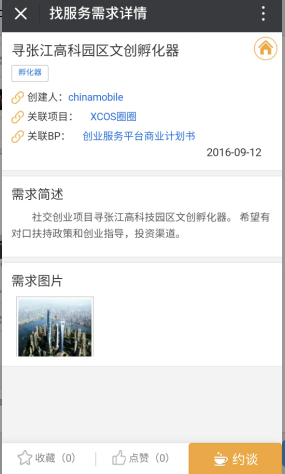 找服务需求详情
寻张江高科园区文创孵化器
孵化器
创建人：chinamobile
关联项目： XCOS圈圈
关联BP： 创业服务平台商业计划书
2016-09-12
需求简述
社交创业项目寻张江高科技园区文创孵化器。 希望有
对口扶持政策和创业指导，投资渠道。
需求图片
收藏（0） 点赞（0） 约谈